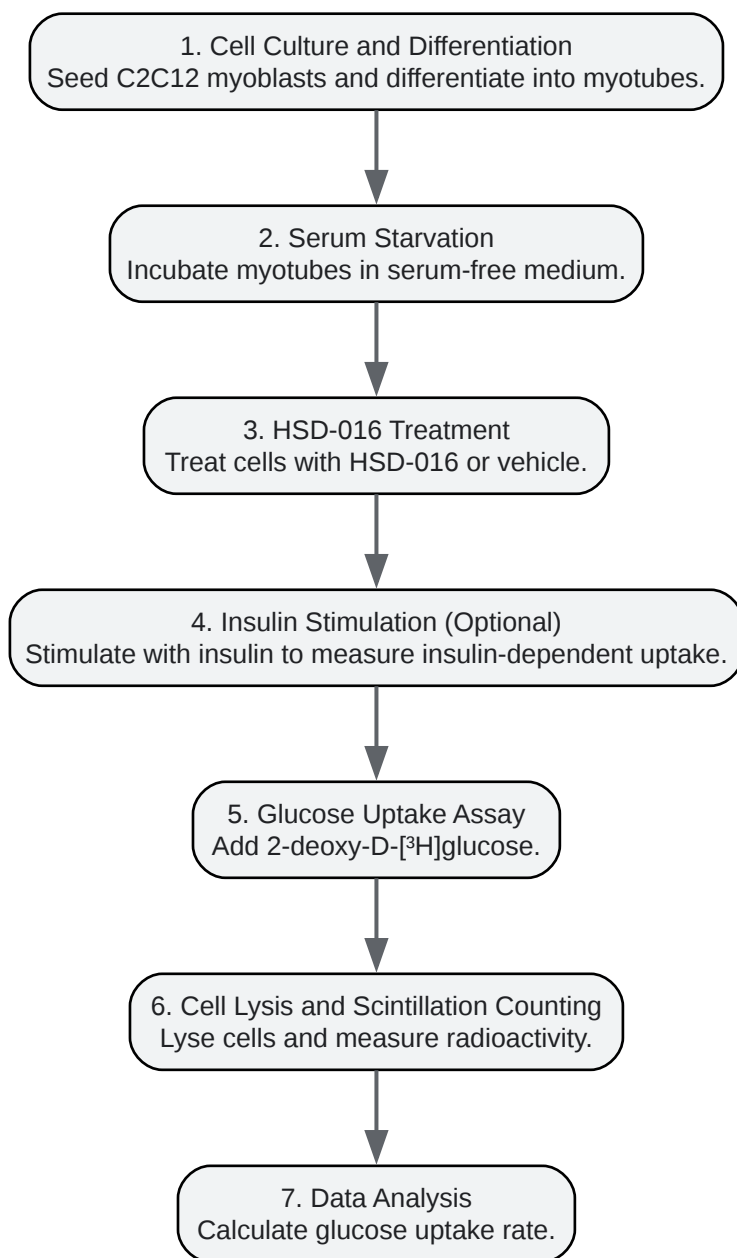 1. Cell Culture and Differentiation
Seed C2C12 myoblasts and differentiate into myotubes.
2. Serum Starvation
Incubate myotubes in serum-free medium.
3. HSD-016 Treatment
Treat cells with HSD-016 or vehicle.
4. Insulin Stimulation (Optional)
Stimulate with insulin to measure insulin-dependent uptake.
5. Glucose Uptake Assay
Add 2-deoxy-D-[³H]glucose.
6. Cell Lysis and Scintillation Counting
Lyse cells and measure radioactivity.
7. Data Analysis
Calculate glucose uptake rate.